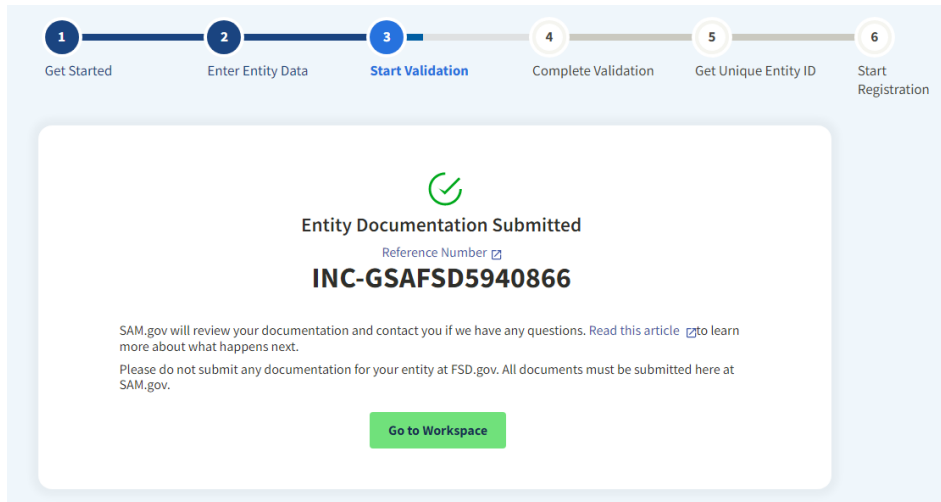 1 2 3 4 5 6
Get Started Enter Entity Data Start Validation Complete Validation Get Unique Entity ID Start
Registration
Entity Documentation Submitted
Reference Number
INC-GSAFSD5940866
SAM.gov will review your documentation and contact you if we have any questions. Read this article to learn
more about what happens next.
Please do not submit any documentation for your entity at FSD.gov. All documents must be submitted here at
SAM.gov.
Go to Workspace